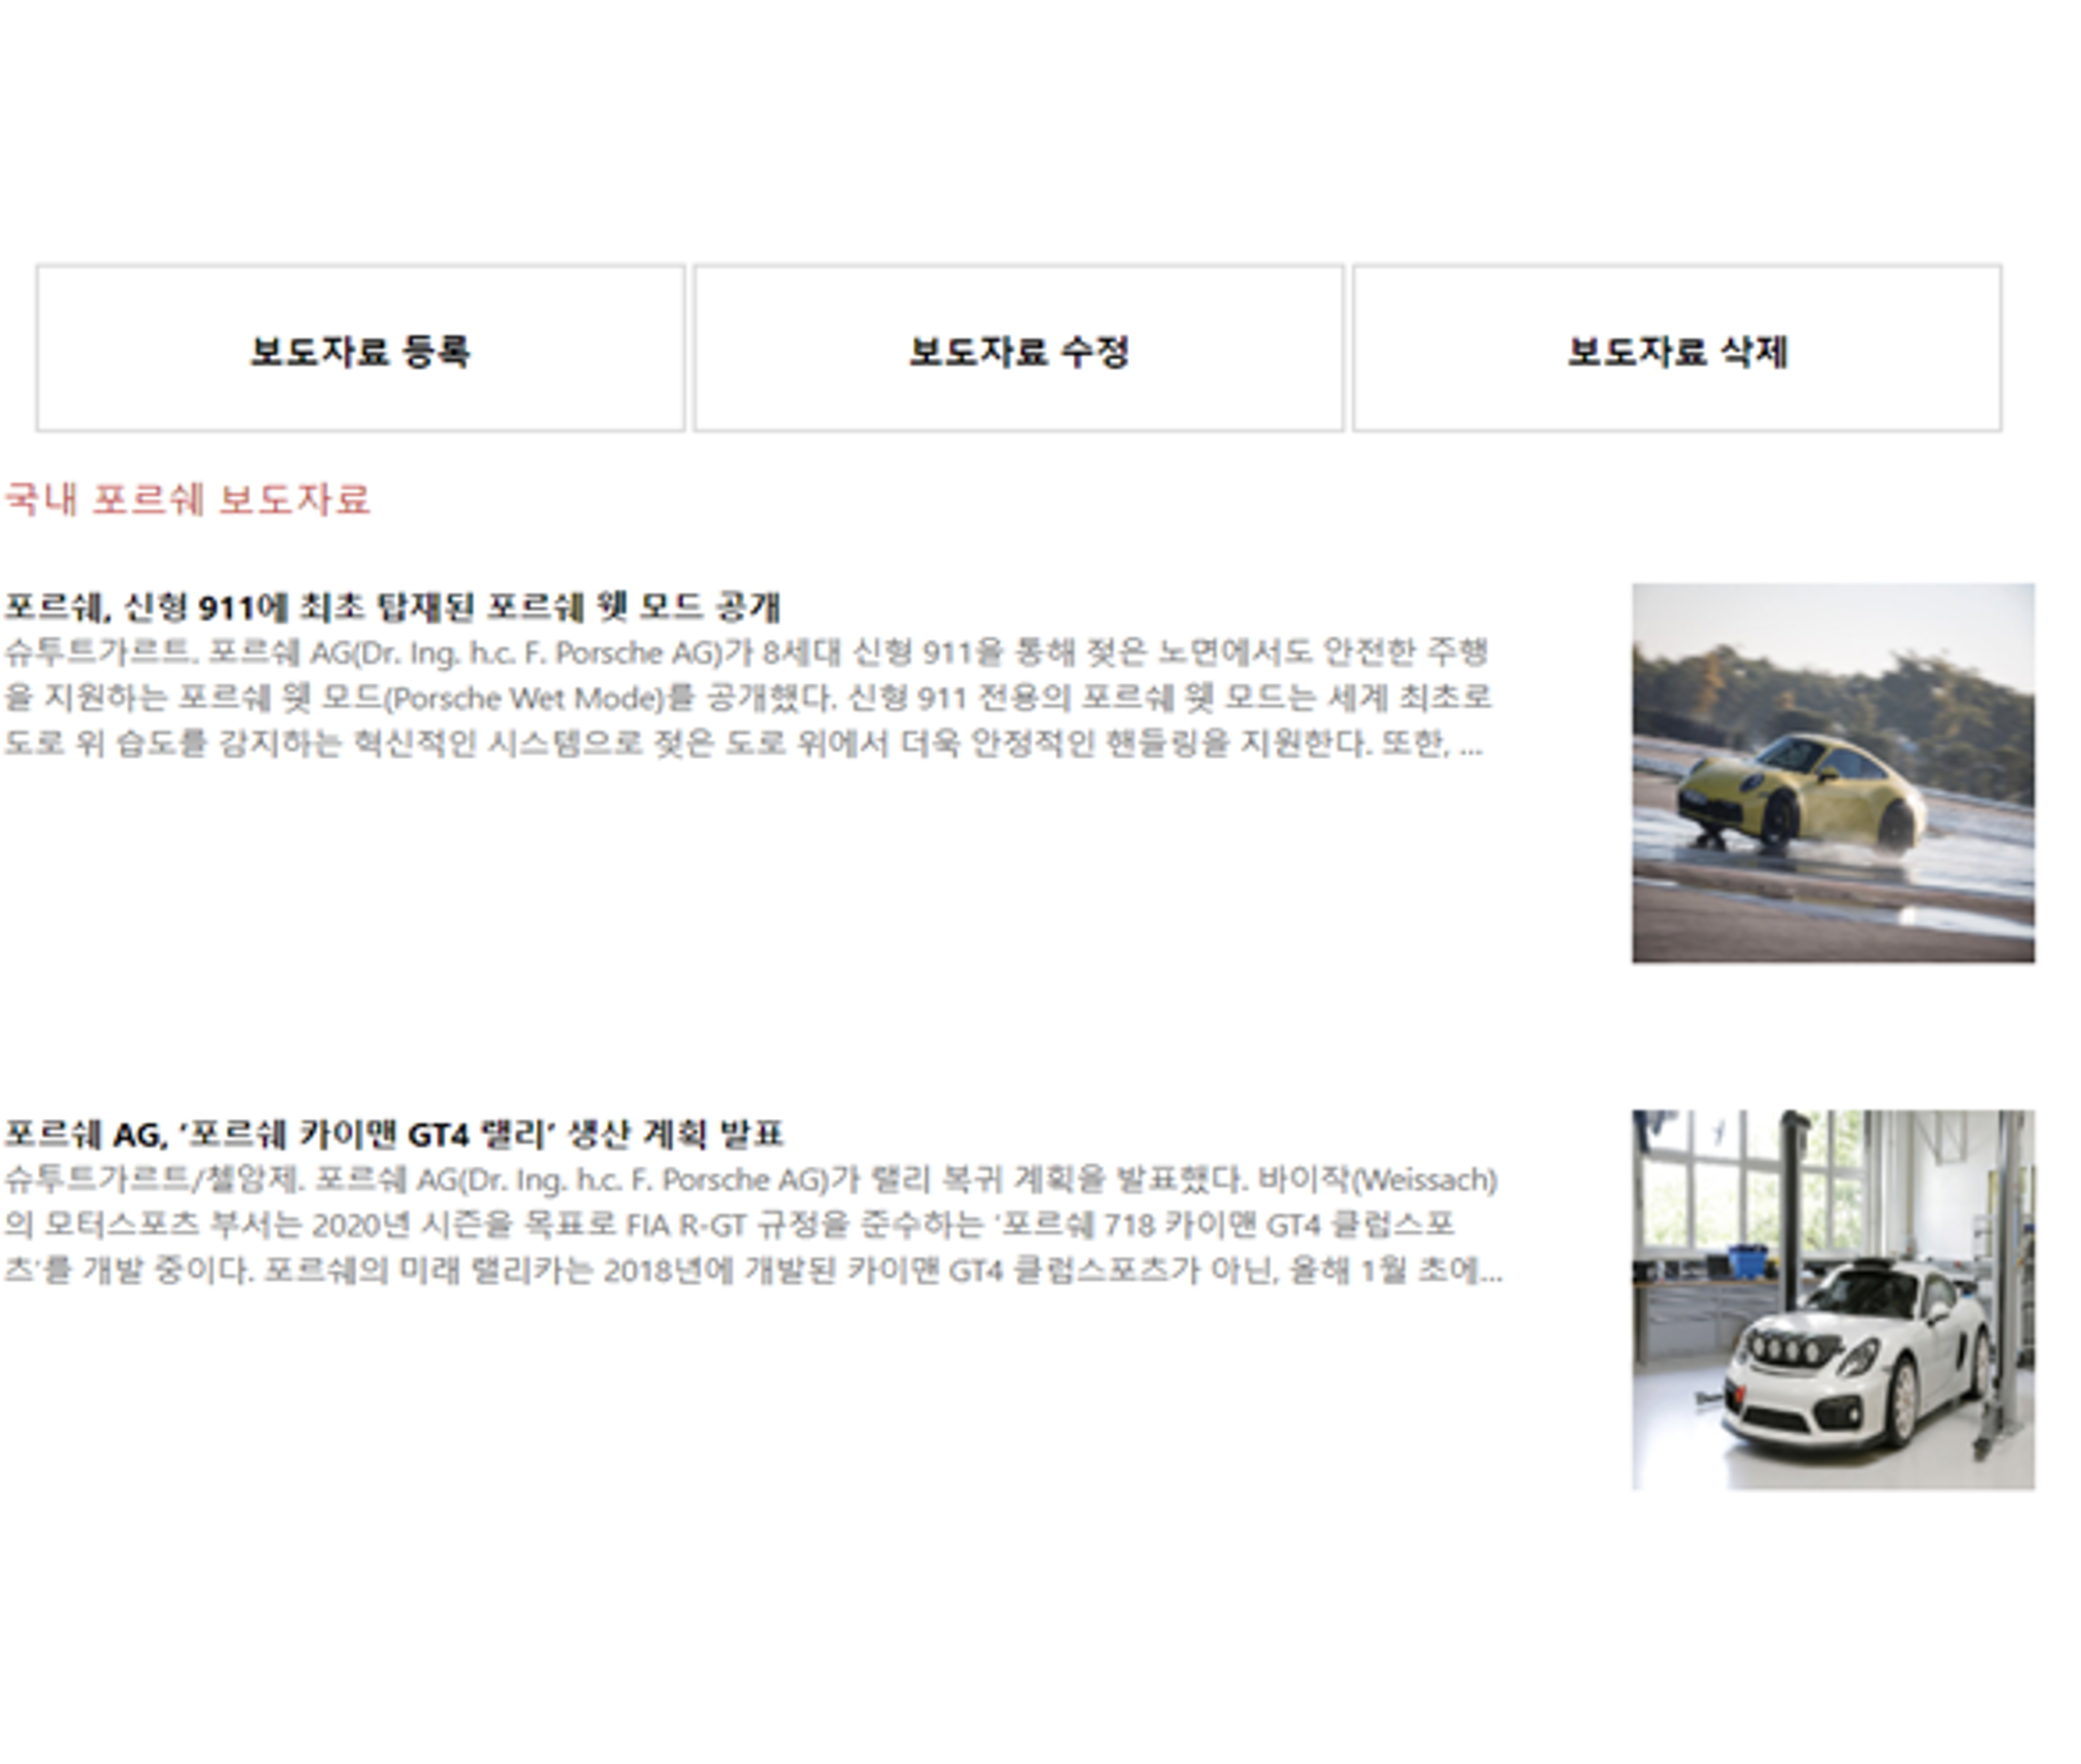 보도자료 등록
보도자료 수정
보도자료 삭제
국내 포르쉐 보도자료
포르쉐, 신형 911에 최초 탑재된 포르쉐 웻 모드 공개
슈투트가르트. 포르쉐 AG(Dr. Ing. h.c. F. Porsche AG)가 8세대 신형 911을 통해 젖은 노면에서도 안전한 주행
을 지원하는 포르쉐 웻 모드(Porsche Wet Mode)를 공개했다. 신형 911 전용의 포르쉐 웻 모드는 세계 최초로
도로 위 습도를 감지하는 혁신적인 시스템으로 젖은 도로 위에서 더욱 안정적인 핸들링을 지원한다. 또한, ...
포르쉐 AG, ‘포르쉐 카이맨 GT4 랠리’ 생산 계획 발표
슈투트가르트/첼암제. 포르쉐 AG(Dr. Ing. h.c. F. Porsche AG)가 랠리 복귀 계획을 발표했다. 바이작(Weissach)
의 모터스포츠 부서는 2020년 시즌을 목표로 FIA R-GT 규정을 준수하는 ‘포르쉐 718 카이맨 GT4 클럽스포
츠’를 개발 중이다. 포르쉐의 미래 랠리카는 2018년에 개발된 카이맨 GT4 클럽스포츠가 아닌, 올해 1월 초에...